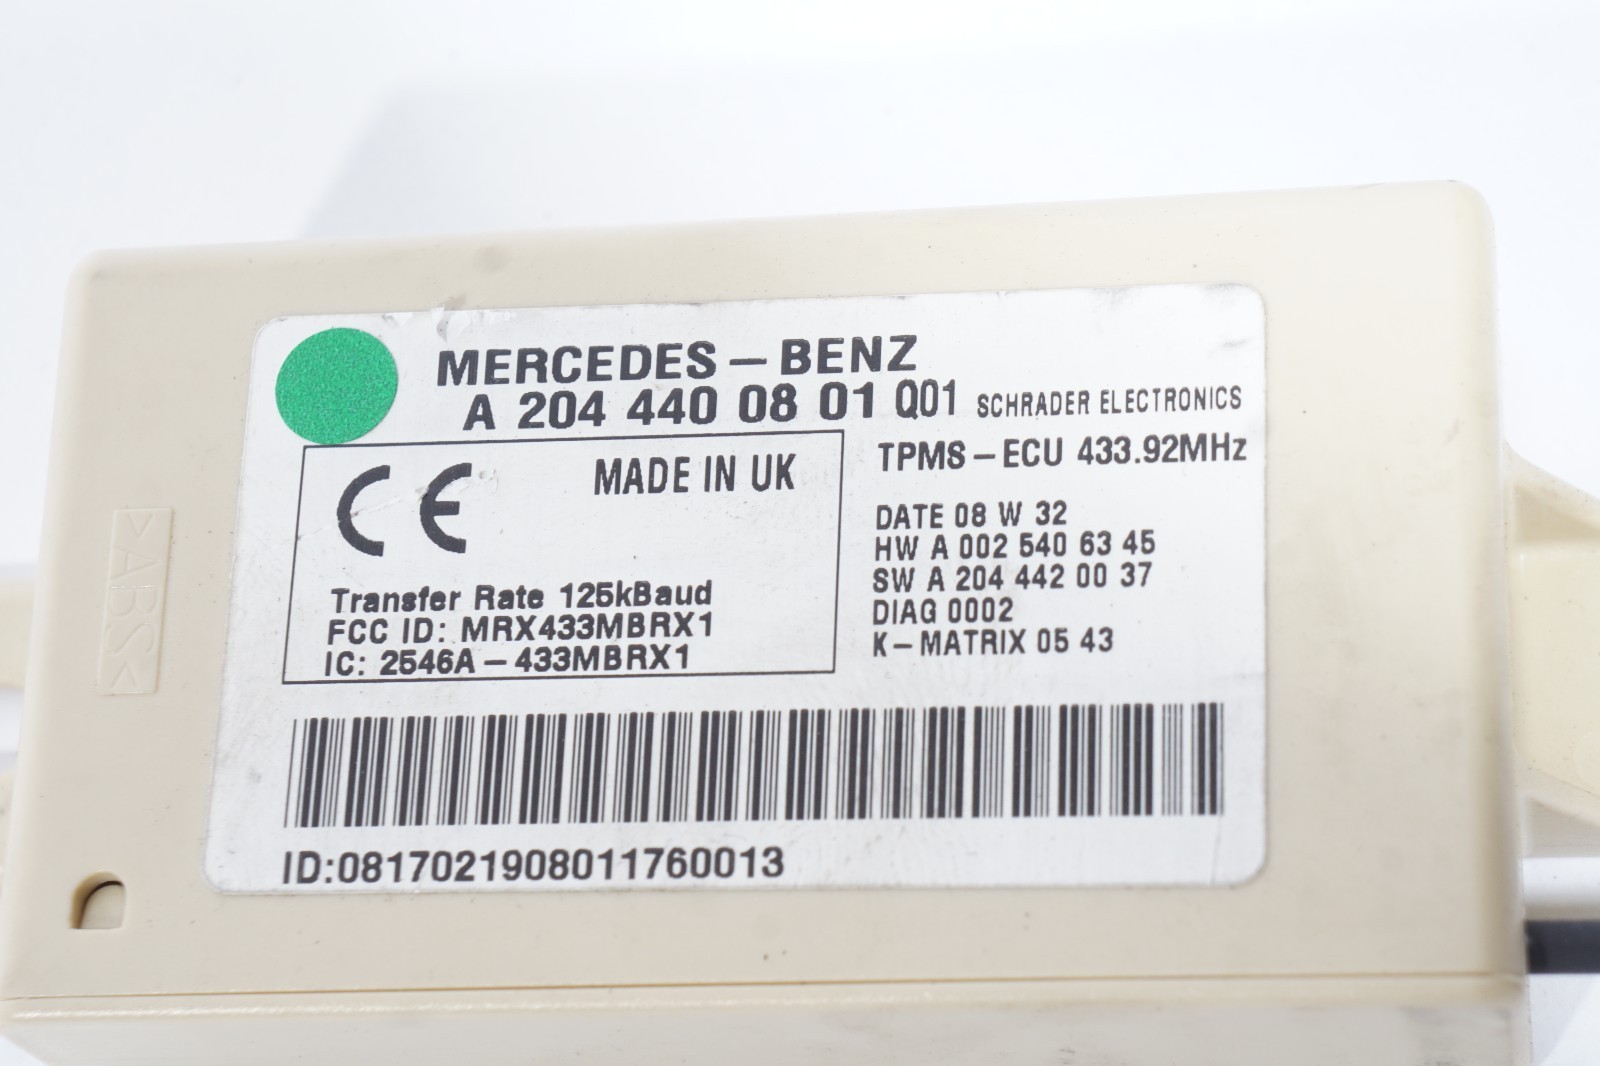 MERCEDES-BENZ
A 204 440 08 01 Q01 SCHRADER ELECTRONICS
CE MADE IN UK
Transfer Rate 125kBaud
FCC ID: MRX433MBRX1
IC: 2546A-433MBRX1
TPMS-ECU 433.92MHz
DATE 08 W 32
HW A 002 540 63 45
SW A 204 442 00 37
DIAG 0002
K-MATRIX 05 43
ID:0817021908011760013
>ABS<